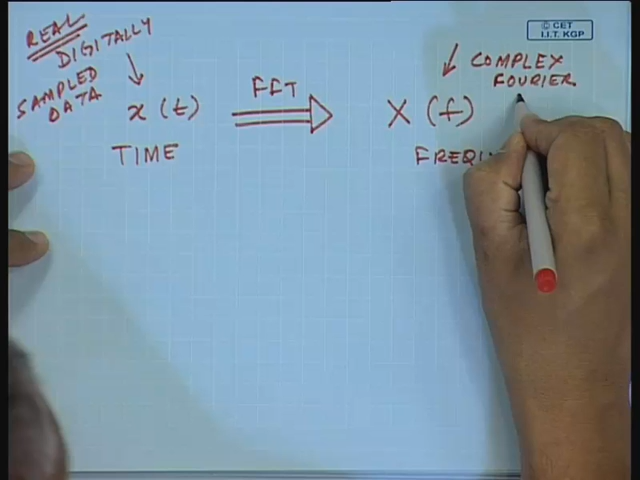 REAL
DIGITALLY
SAMPLED
DATA
x (t)
TIME
FFT
X (f)
COMPLEX
FOURIER
© CET
I.I.T. KGP